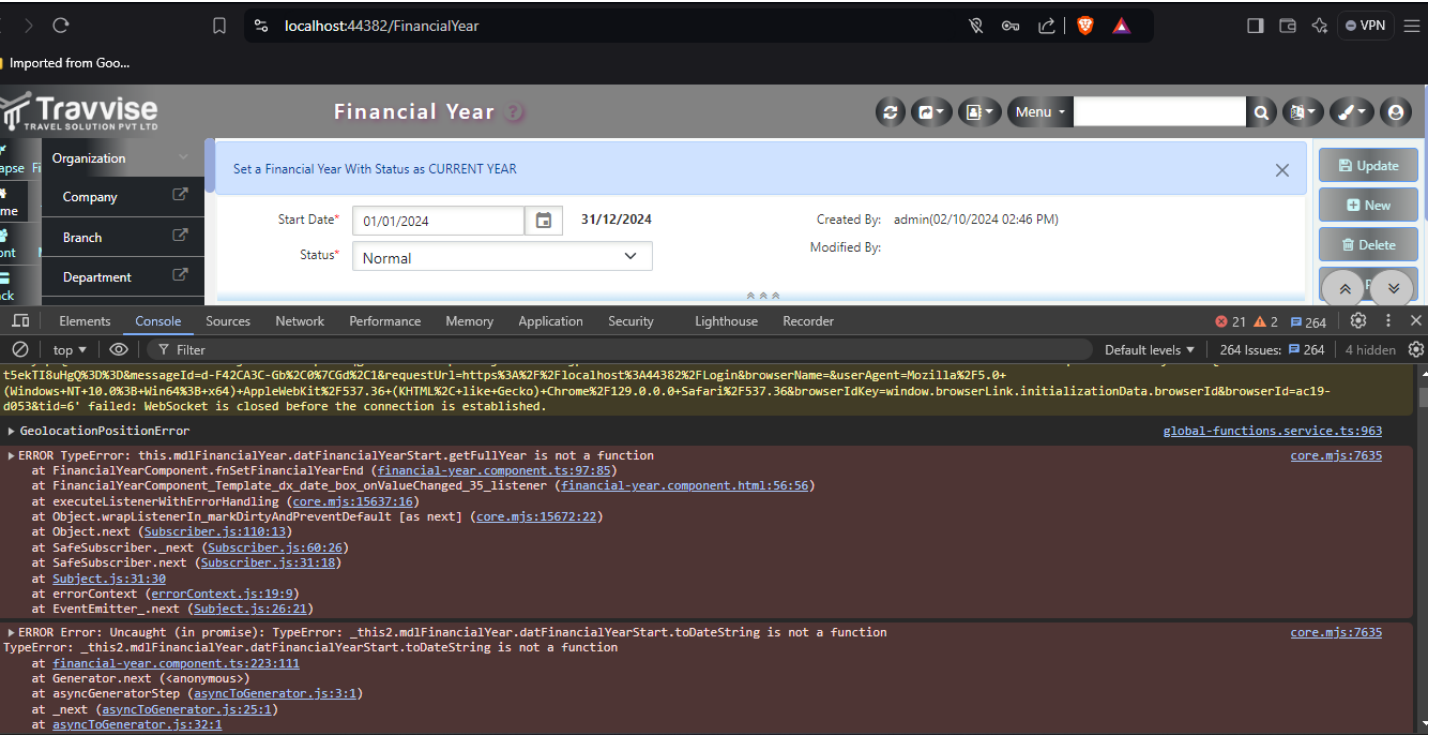 localhost:44382/FinancialYear
VPN
Imported from Goo...
Travvise
TRAVEL SOLUTION PVT LTD
Financial Year ?
Menu
Organization
Company
Branch
Department
Set a Financial Year With Status as CURRENT YEAR
Start Date* 01/01/2024 31/12/2024
Status* Normal
Created By: admin(02/10/2024 02:46 PM)
Modified By:
Update
New
Delete
Elements Console Sources Network Performance Memory Application Security Lighthouse Recorder
21 2 264
top Filter Default levels 264 Issues: 264 4 hidden
t5ekTI8uHgQ%3D%3D&messageId=d-F42CA3C-Gb%2C0%7CGd%2C1&requestUrl=https%3A%2F%2Flocalhost%3A44382%2FLogin&browserName=&userAgent=Mozilla%2F5.0+
(Windows+NT+10.0%3B+Win64%3B+x64)+AppleWebKit%2F537.36+(KHTML%2C+like+Gecko)+Chrome%2F129.0.0.0+Safari%2F537.36&browserIdKey=window.browserLink.initializationData.browserId&browserId=ac19-
d053&tid=6' failed: WebSocket is closed before the connection is established.
GeolocationPositionError global-functions.service.ts:963
ERROR TypeError: this.mdlFinancialYear.datFinancialYearStart.getFullYear is not a function core.mjs:7635
at FinancialYearComponent.fnSetFinancialYearEnd (financial-year.component.ts:97:85)
at FinancialYearComponent_Template_dx_date_box_onValueChanged_35_listener (financial-year.component.html:56:56)
at executeListenerWithErrorHandling (core.mjs:15637:16)
at Object.wrapListenerIn_markDirtyAndPreventDefault [as next] (core.mjs:15672:22)
at Object.next (Subscriber.js:110:13)
at SafeSubscriber._next (Subscriber.js:60:26)
at SafeSubscriber.next (Subscriber.js:31:18)
at Subject.js:31:30
at errorContext (errorContext.js:19:9)
at EventEmitter_.next (Subject.js:26:21)
ERROR Error: Uncaught (in promise): TypeError: _this2.mdlFinancialYear.datFinancialYearStart.toDateString is not a function core.mjs:7635
TypeError: _this2.mdlFinancialYear.datFinancialYearStart.toDateString is not a function
at financial-year.component.ts:223:111
at Generator.next (<anonymous>)
at asyncGeneratorStep (asyncToGenerator.js:3:1)
at _next (asyncToGenerator.js:25:1)
at asyncToGenerator.js:32:1